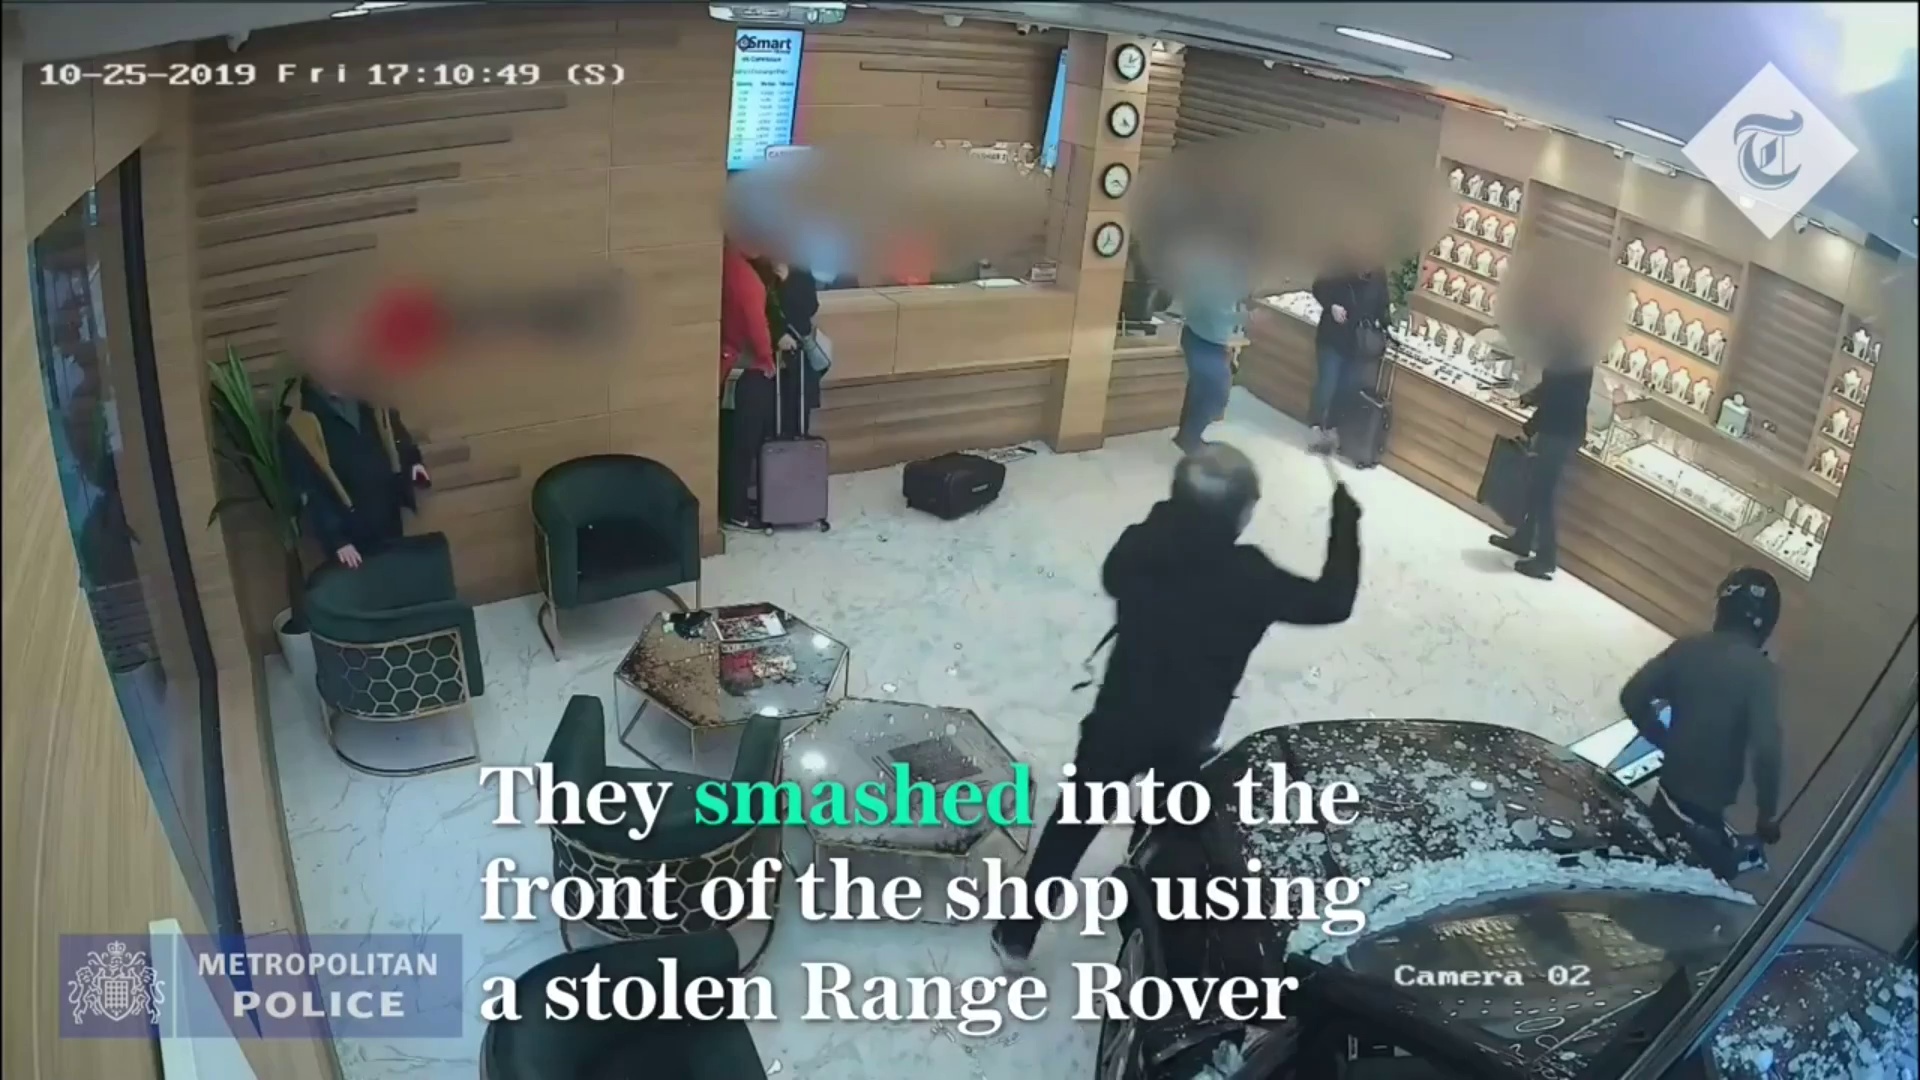 10-25-2019 Fri 17:10:49 (S)
Smart
T
They smashed into the
front of the shop using
a stolen Range Rover
METROPOLITAN
POLICE
Camera 02